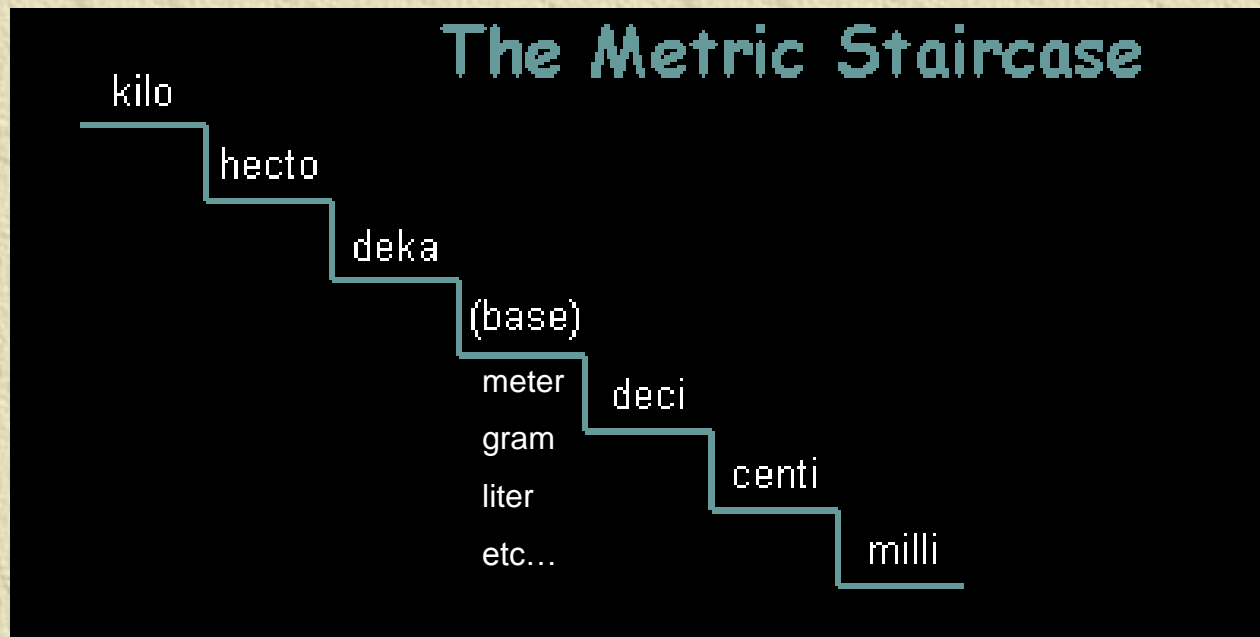 The Metric Staircase
kilo
hecto
deka
(base)
meter
gram
liter
etc…
deci
centi
milli